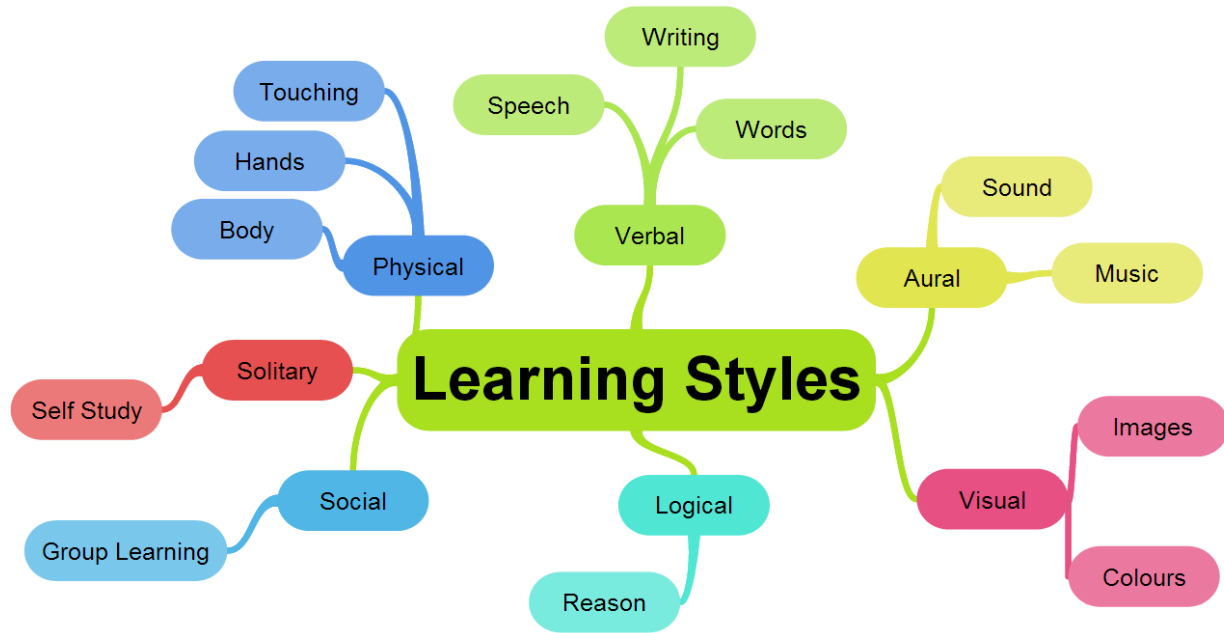 Learning Styles
Verbal
Speech
Writing
Words
Aural
Sound
Music
Visual
Images
Colours
Logical
Reason
Social
Group Learning
Solitary
Self Study
Physical
Touching
Hands
Body